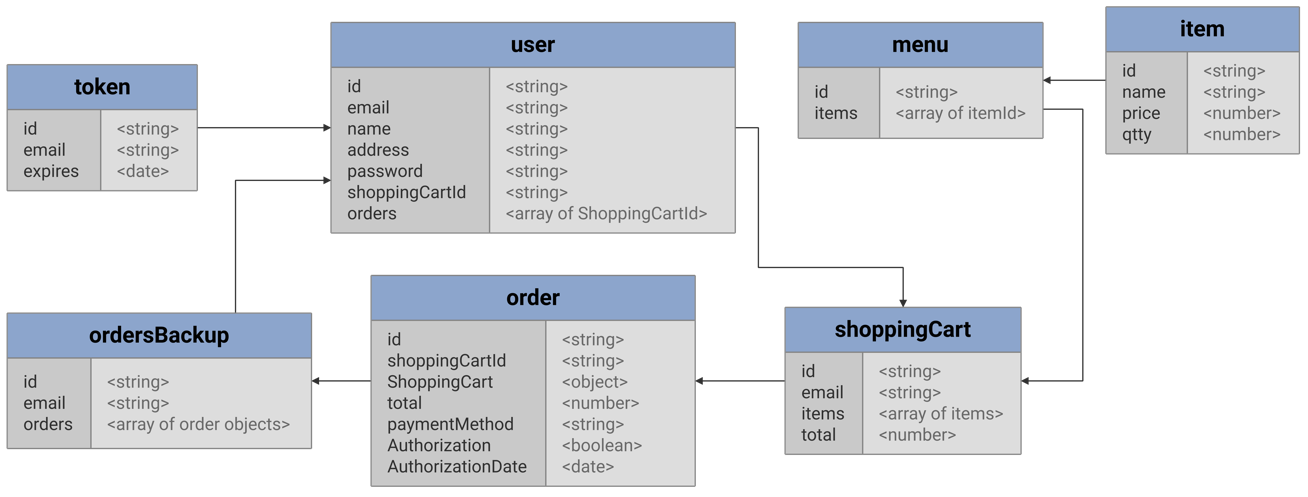 token
id <string>
email <string>
expires <date>
user
id <string>
email <string>
name <string>
address <string>
password <string>
shoppingCartId <string>
orders <array of ShoppingCartId>
menu
id <string>
items <array of itemId>
item
id <string>
name <string>
price <number>
qtty <number>
ordersBackup
id <string>
email <string>
orders <array of order objects>
order
id <string>
shoppingCartId <string>
ShoppingCart <object>
total <number>
paymentMethod <string>
Authorization <boolean>
AuthorizationDate <date>
shoppingCart
id <string>
email <string>
items <array of items>
total <number>